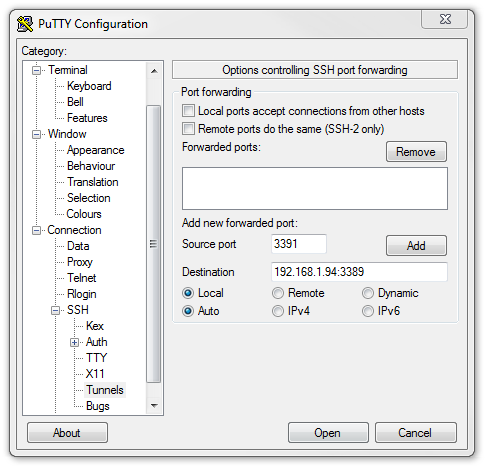 PuTTY Configuration
Category:
Terminal
Keyboard
Bell
Features
Window
Appearance
Behaviour
Translation
Selection
Colours
Connection
Data
Proxy
Telnet
Rlogin
SSH
Kex
Auth
TTY
X11
Tunnels
Bugs
Options controlling SSH port forwarding
Port forwarding
Local ports accept connections from other hosts
Remote ports do the same (SSH-2 only)
Forwarded ports:
Remove
Add new forwarded port:
Source port 3391 Add
Destination 192.168.1.94:3389
Local Remote Dynamic
Auto IPv4 IPv6
About Open Cancel